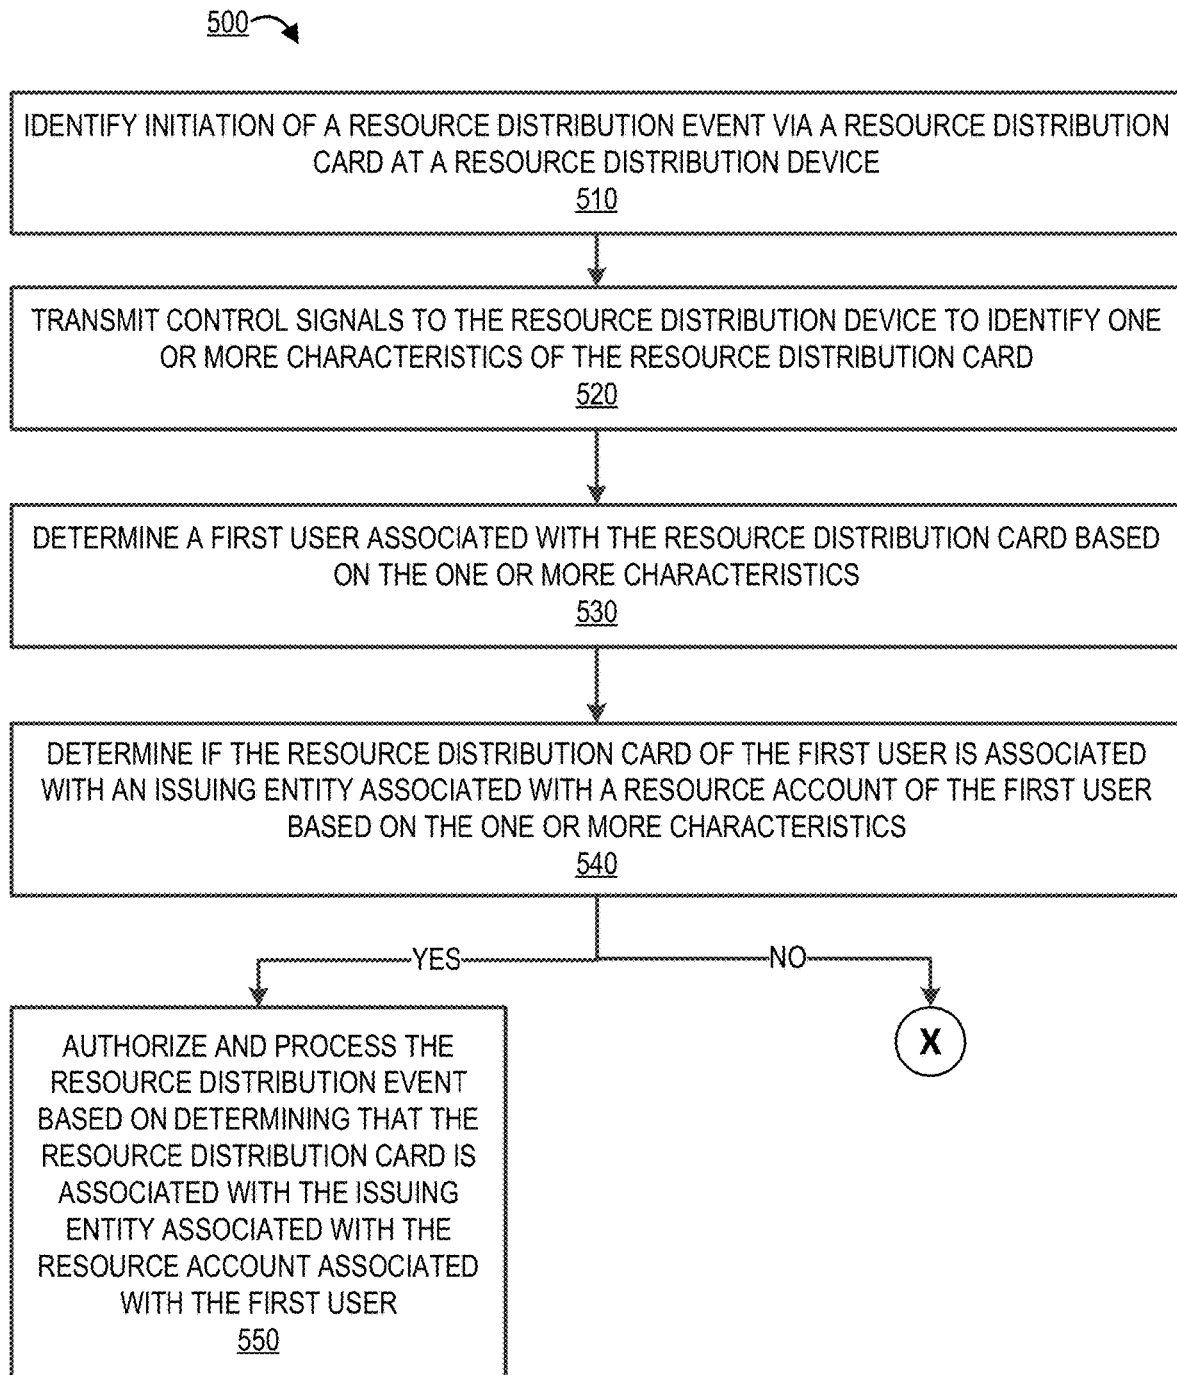 500
IDENTIFY INITIATION OF A RESOURCE DISTRIBUTION EVENT VIA A RESOURCE DISTRIBUTION
CARD AT A RESOURCE DISTRIBUTION DEVICE
510
TRANSMIT CONTROL SIGNALS TO THE RESOURCE DISTRIBUTION DEVICE TO IDENTIFY ONE
OR MORE CHARACTERISTICS OF THE RESOURCE DISTRIBUTION CARD
520
DETERMINE A FIRST USER ASSOCIATED WITH THE RESOURCE DISTRIBUTION CARD BASED
ON THE ONE OR MORE CHARACTERISTICS
530
DETERMINE IF THE RESOURCE DISTRIBUTION CARD OF THE FIRST USER IS ASSOCIATED
WITH AN ISSUING ENTITY ASSOCIATED WITH A RESOURCE ACCOUNT OF THE FIRST USER
BASED ON THE ONE OR MORE CHARACTERISTICS
540
YES
NO
AUTHORIZE AND PROCESS THE
RESOURCE DISTRIBUTION EVENT
BASED ON DETERMINING THAT THE
RESOURCE DISTRIBUTION CARD IS
ASSOCIATED WITH THE ISSUING
ENTITY ASSOCIATED WITH THE
RESOURCE ACCOUNT ASSOCIATED
WITH THE FIRST USER
550
X